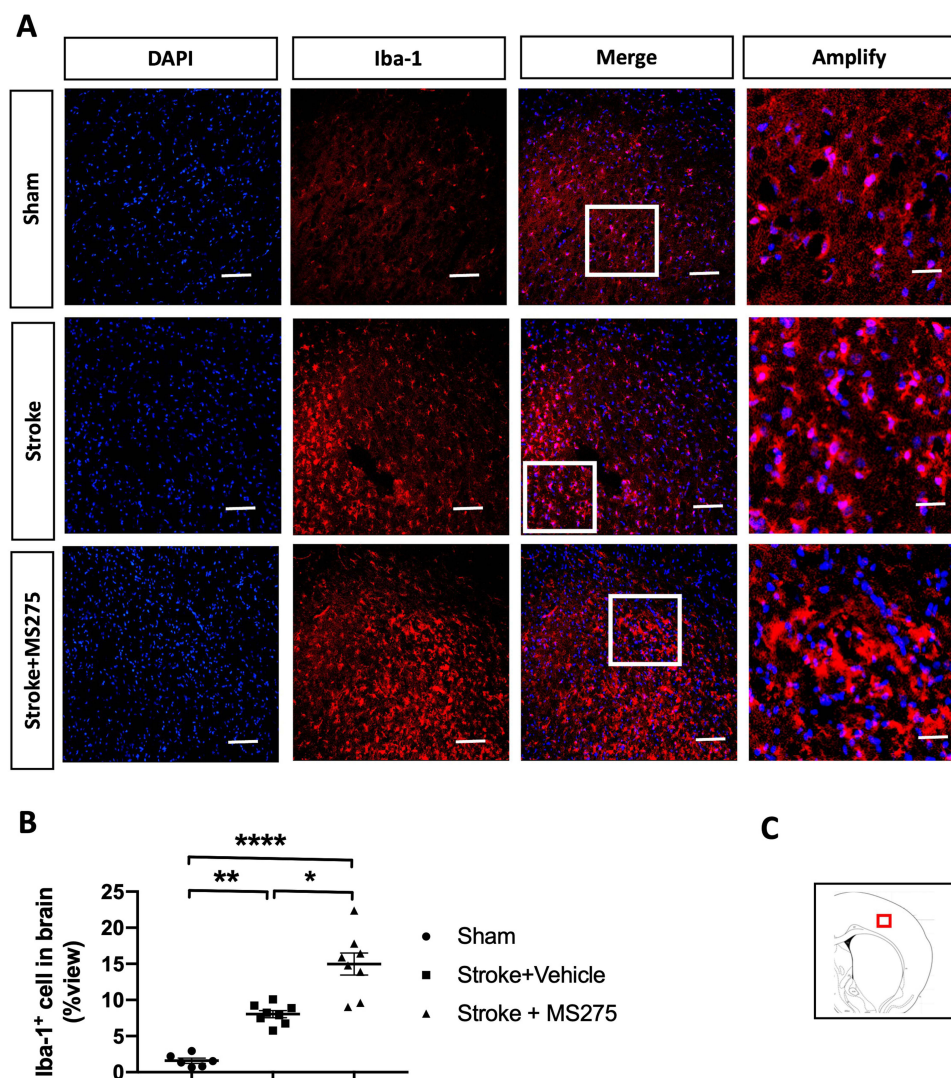 A
DAPI
Iba-1
Merge
Amplify
Sham
Stroke
Stroke+MS275
B
C
****
**
*
Iba-1⁺ cell in brain
(%view)
25
20
15
10
5
0
Sham
Stroke+Vehicle
Stroke + MS275